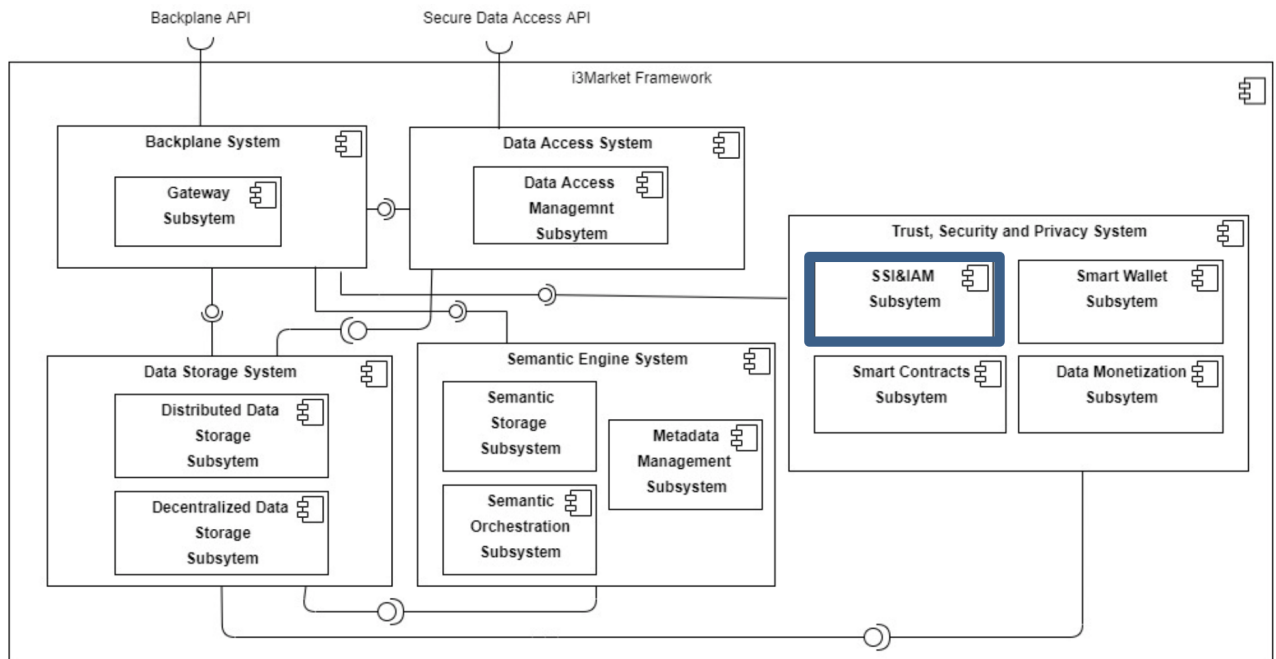 Backplane API
Secure Data Access API
i3Market Framework
Backplane System
Gateway
Subsytem
Data Access System
Data Access
Managemnt
Subsytem
Trust, Security and Privacy System
SSI&IAM
Subsytem
Smart Wallet
Subsytem
Smart Contracts
Subsytem
Data Monetization
Subsytem
Data Storage System
Distributed Data
Storage
Subsytem
Decentralized Data
Storage
Subsytem
Semantic Engine System
Semantic
Storage
Subsystem
Metadata
Management
Subsystem
Semantic
Orchestration
Subsystem